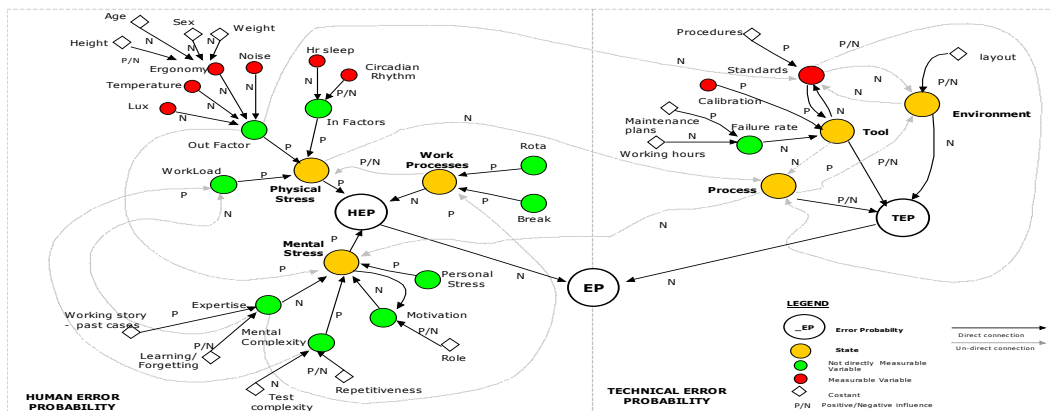 Age
Sex
Weight
Height
N
N
N
P/N
Ergonomy
Noise
Temperature
Lux
N
N
N
N
Out Factor
Hr sleep
Circadian
Rhythm
N
P/N
In Factors
P
P
N
P/N
WorkLoad
P
P
N
Physical
Stress
P
Work
Processes
N
P
P
Rota
Break
P
P
HEP
Mental
Stress
P
P
P
Personal
Stress
N
N
Expertise
N
Motivation
P/N
Role
Working story
- past cases
P
P/N
Learning/
Forgetting
Mental
Complexity
P
N
P/N
Test
complexity
Repetitiveness
HUMAN ERROR
PROBABILITY
N
N
N
EP
Procedures
P
Standards
P/N
N
N
P/N
layout
Environment
Calibration
P
P
N
Maintenance
plans
P
Failure rate
N
N
Working hours
Tool
N
N
P
P/N
Process
P/N
TEP
TECHNICAL ERROR
PROBABILITY
LEGEND
_EP
Error Probabilty
State
Not directly Measurable
Variable
Measurable Variable
Costant
P/N
Positive/Negative influence
Direct connection
Un-direct connection